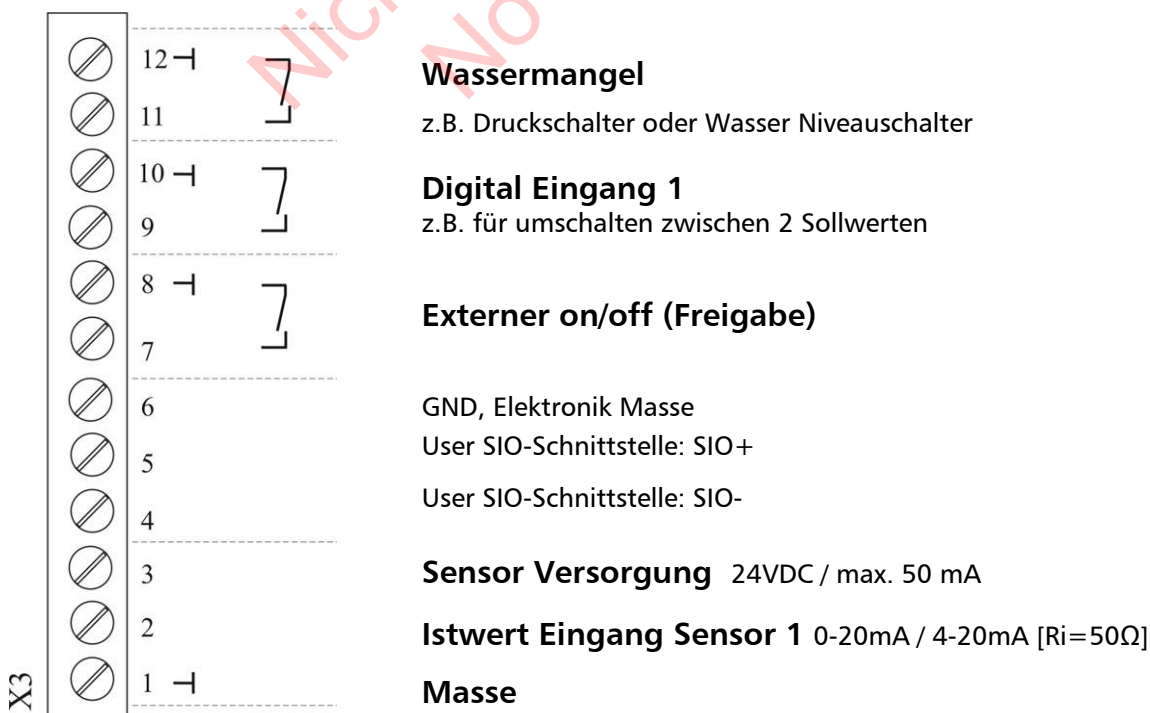 12
Wassermangel
11
z.B. Druckschalter oder Wasser Niveauschalter
10
Digital Eingang 1
9
z.B. für umschalten zwischen 2 Sollwerten
8
Externer on/off (Freigabe)
7
6
GND, Elektronik Masse
User SIO-Schnittstelle: SIO+
5
User SIO-Schnittstelle: SIO-
4
3
Sensor Versorgung 24VDC / max. 50 mA
2
Istwert Eingang Sensor 1 0-20mA / 4-20mA [Ri=50Ω]
1
Masse
X3